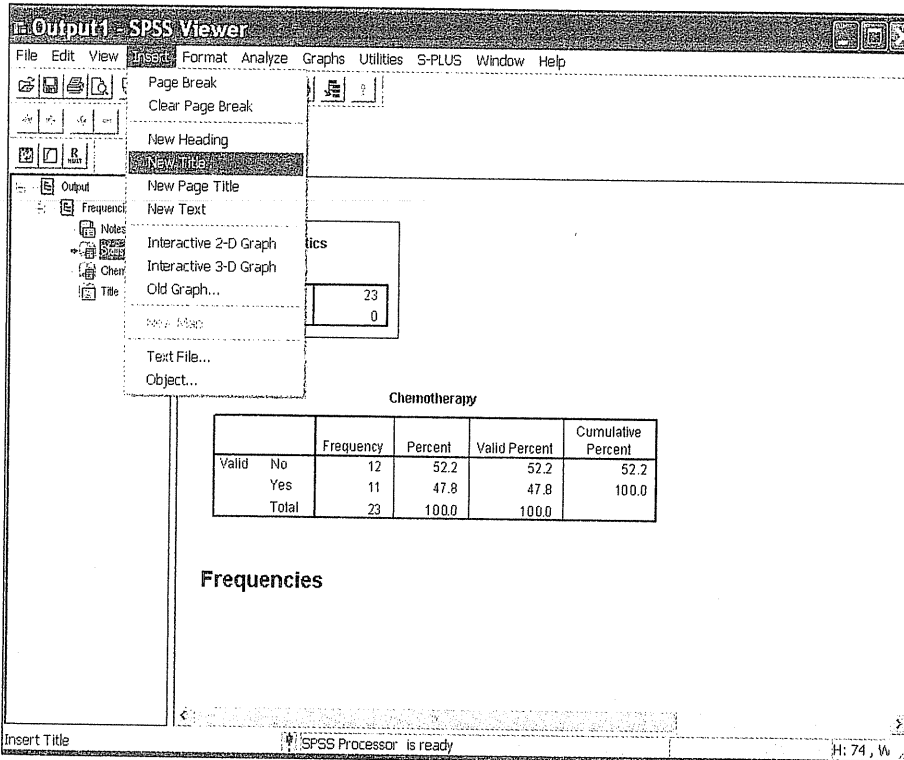 Output1 - SPSS Viewer
File Edit View Insert Format Analyze Graphs Utilities S-PLUS Window Help
Page Break
Clear Page Break
New Heading
New Title
New Page Title
New Text
Interactive 2-D Graph
Interactive 3-D Graph
Old Graph...
New Map
Text File...
Object...
Output
Frequenci
Notes
Chem
Title
tics
23
0
Chemotherapy
Frequency Percent Valid Percent Cumulative Percent
Valid No 12 52.2 52.2 52.2
Yes 11 47.8 47.8 100.0
Total 23 100.0 100.0
Frequencies
Insert Title SPSS Processor is ready H: 74 , W